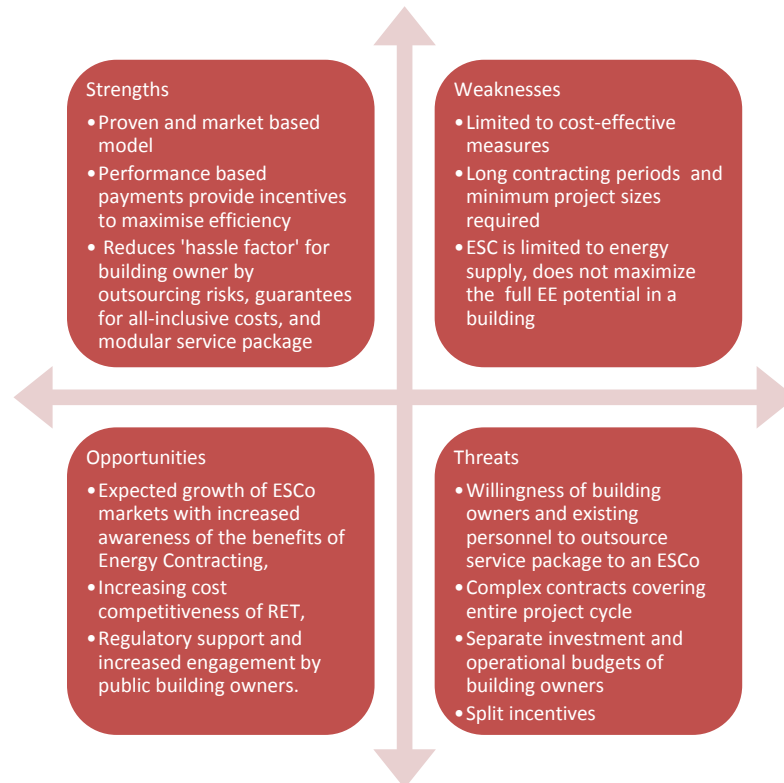 Strengths
•Proven and market based
model
•Performance based
payments provide incentives
to maximise efficiency
• Reduces 'hassle factor' for
building owner by
outsourcing risks, guarantees
for all-inclusive costs, and
modular service package
Weaknesses
•Limited to cost-effective
measures
•Long contracting periods and
minimum project sizes
required
•ESC is limited to energy
supply, does not maximize
the full EE potential in a
building
Opportunities
•Expected growth of ESCo
markets with increased
awareness of the benefits of
Energy Contracting,
•Increasing cost
competitiveness of RET,
•Regulatory support and
increased engagement by
public building owners.
Threats
•Willingness of building
owners and existing
personnel to outsource
service package to an ESCo
•Complex contracts covering
entire project cycle
•Separate investment and
operational budgets of
building owners
•Split incentives